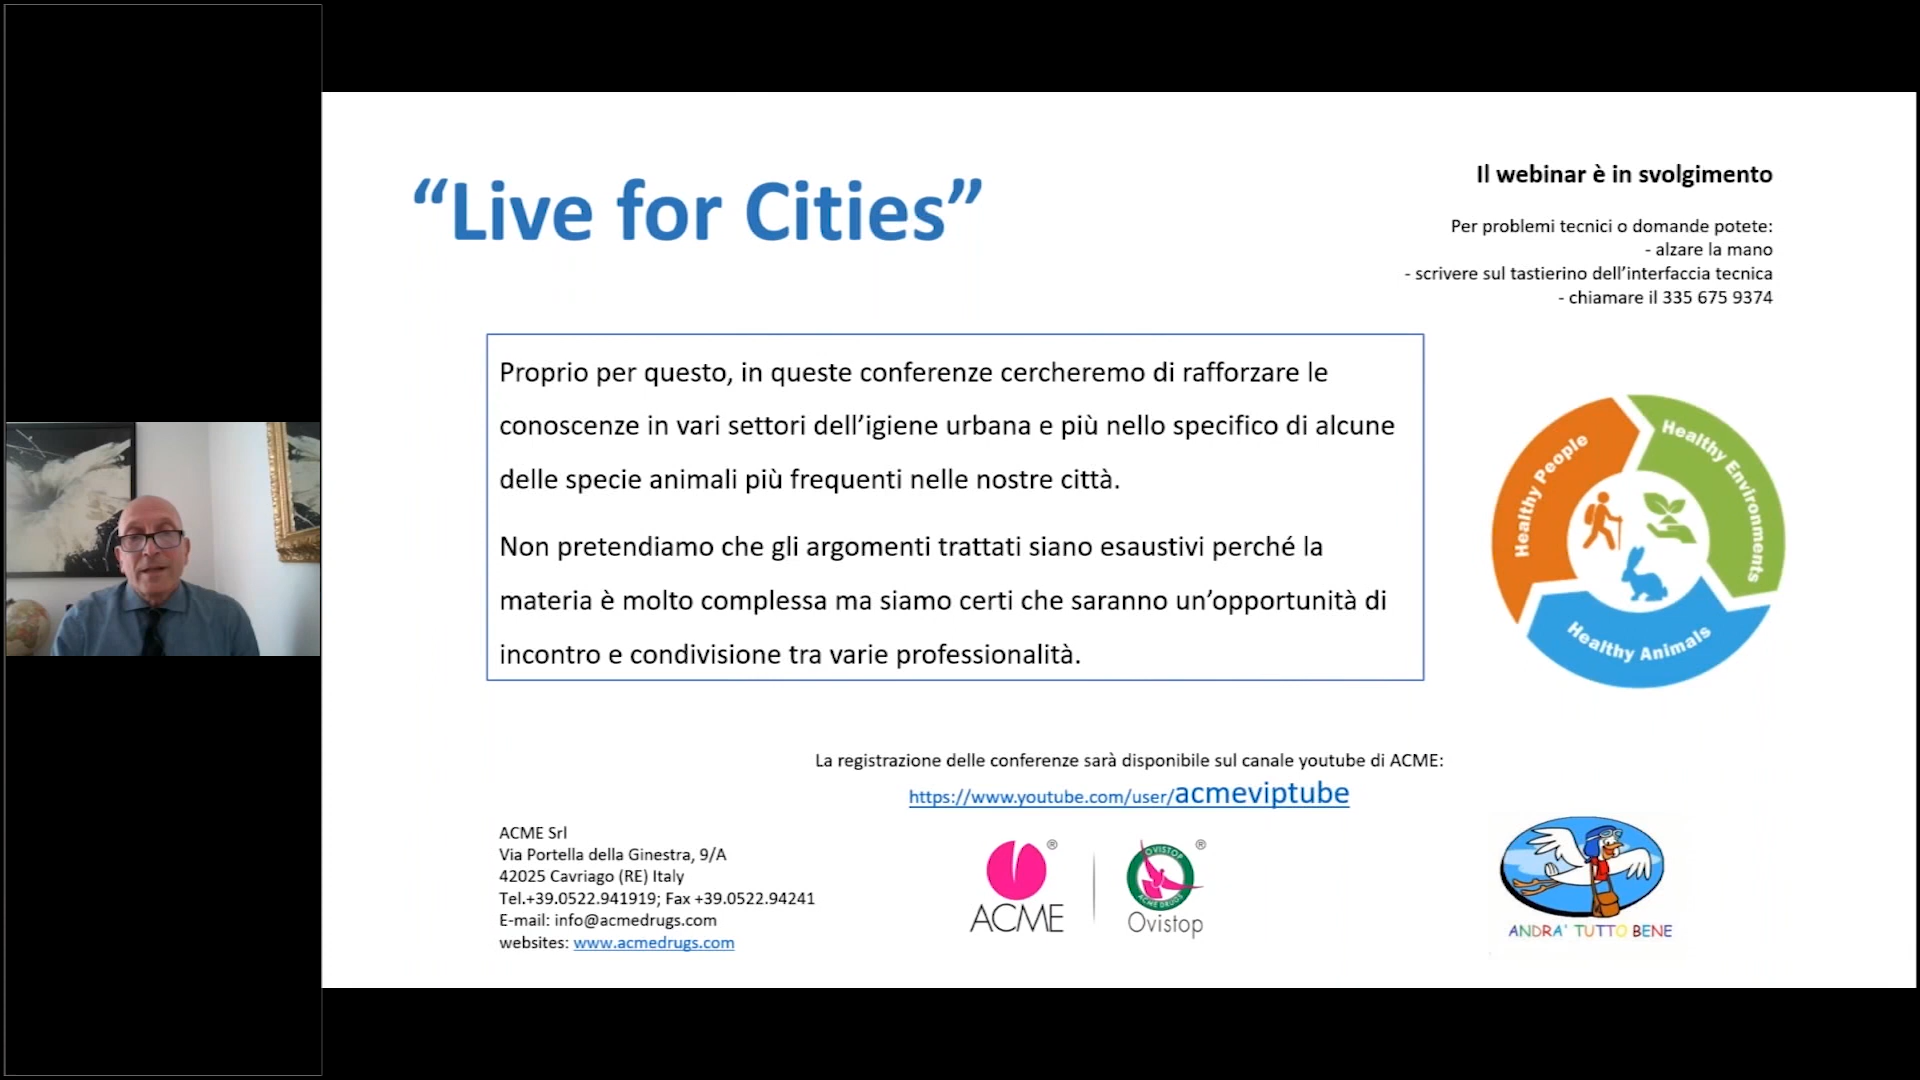 “Live for Cities”
Il webinar è in svolgimento
Per problemi tecnici o domande potete:
- alzare la mano
- scrivere sul tastierino dell’interfaccia tecnica
- chiamare il 335 675 9374
Proprio per questo, in queste conferenze cercheremo di rafforzare le
conoscenze in vari settori dell’igiene urbana e più nello specifico di alcune
delle specie animali più frequenti nelle nostre città.
Non pretendiamo che gli argomenti trattati siano esaustivi perché la
materia è molto complessa ma siamo certi che saranno un’opportunità di
incontro e condivisione tra varie professionalità.
Healthy People
Healthy Environments
Healthy Animals
La registrazione delle conferenze sarà disponibile sul canale youtube di ACME:
https://www.youtube.com/user/acmeviptube
ACME Srl
Via Portella della Ginestra, 9/A
42025 Cavriago (RE) Italy
Tel.+39.0522.941919; Fax +39.0522.94241
E-mail: info@acmedrugs.com
websites: www.acmedrugs.com
ACME
®
OVISTOP
ACME DRUGS
®
Ovistop
ANDRA' TUTTO BENE